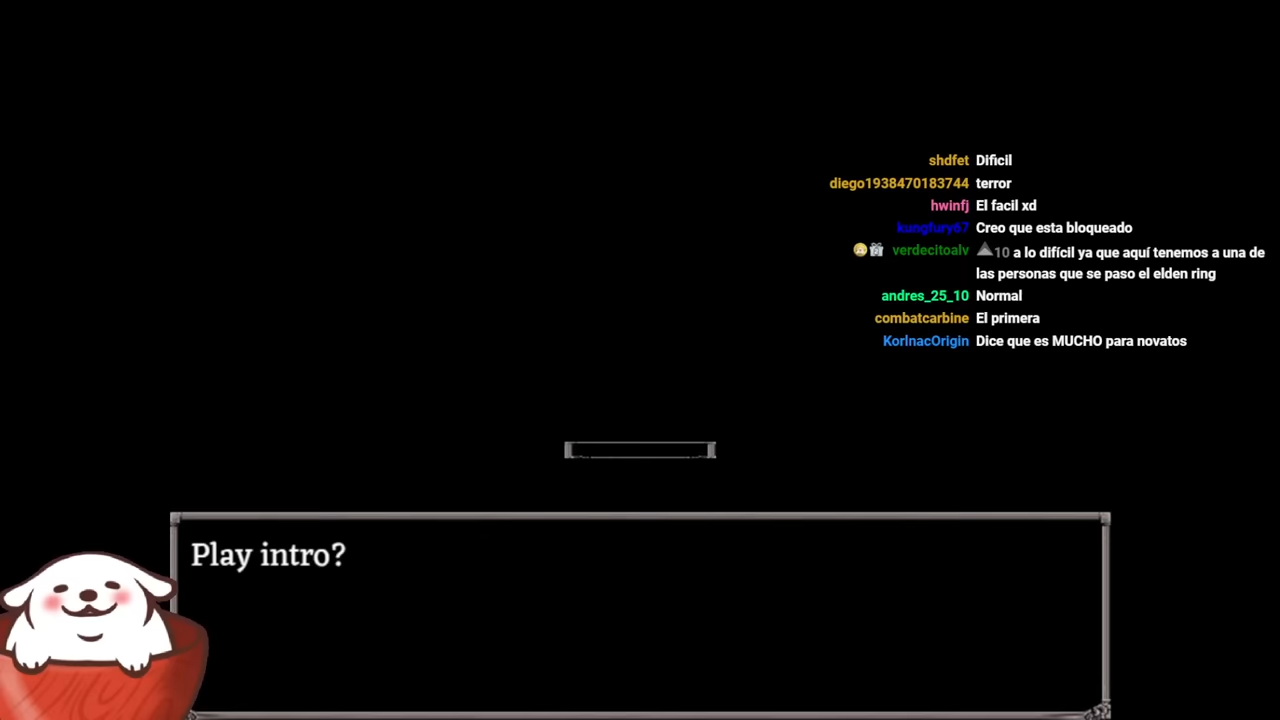 shdfet Dificil
diego1938470183744 terror
hwinfj El facil xd
kungfury67 Creo que esta bloqueado
verdecitoalv 10 a lo difícil ya que aquí tenemos a una de
las personas que se paso el elden ring
andres_25_10 Normal
combatcarbine El primera
KorlnacOrigin Dice que es MUCHO para novatos
Play intro?